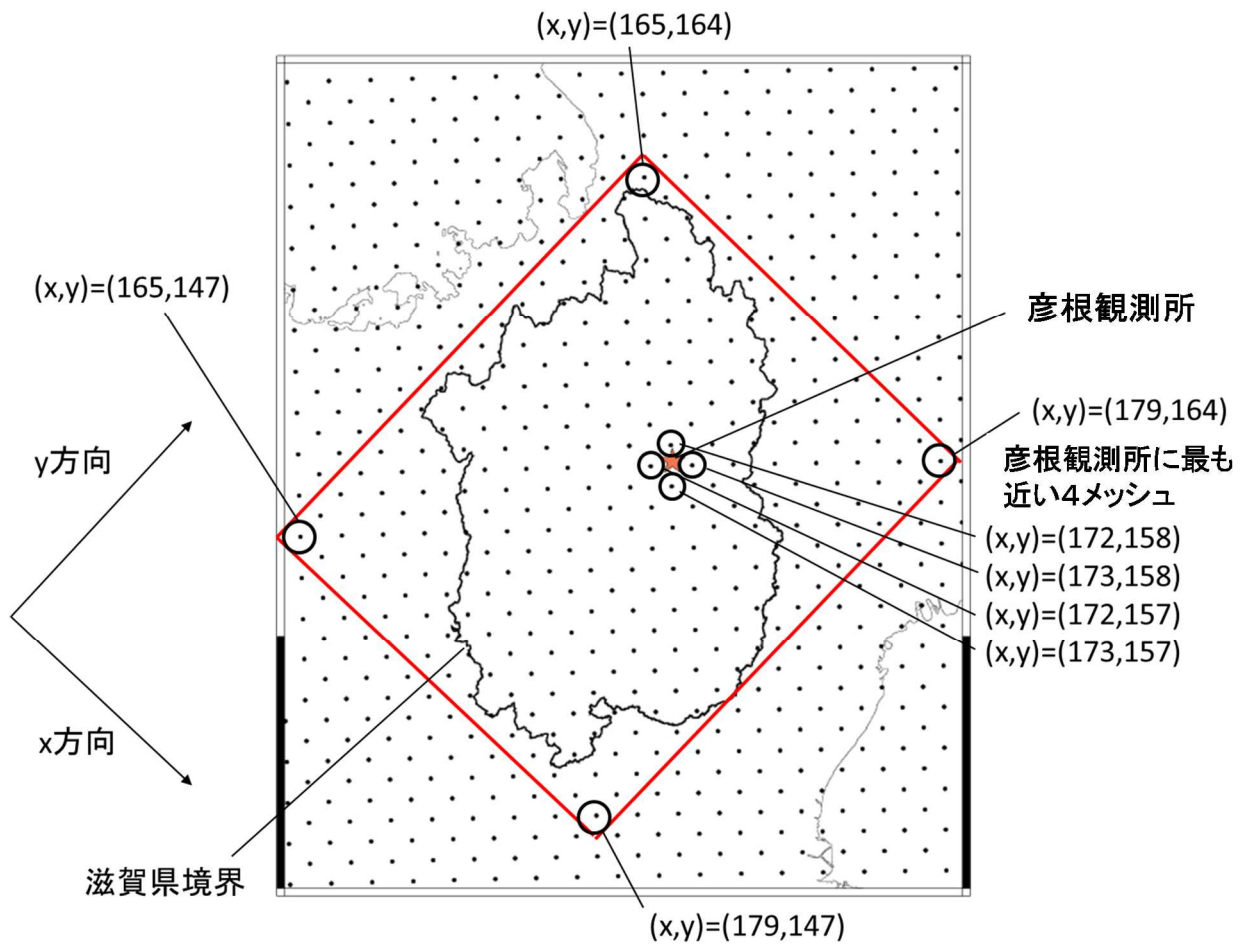 (x,y)=(165,164)
(x,y)=(165,147)
彦根観測所
(x,y)=(179,164)
彦根観測所に最も
近い4メッシュ
y方向
(x,y)=(172,158)
(x,y)=(173,158)
(x,y)=(172,157)
(x,y)=(173,157)
x方向
滋賀県境界
(x,y)=(179,147)